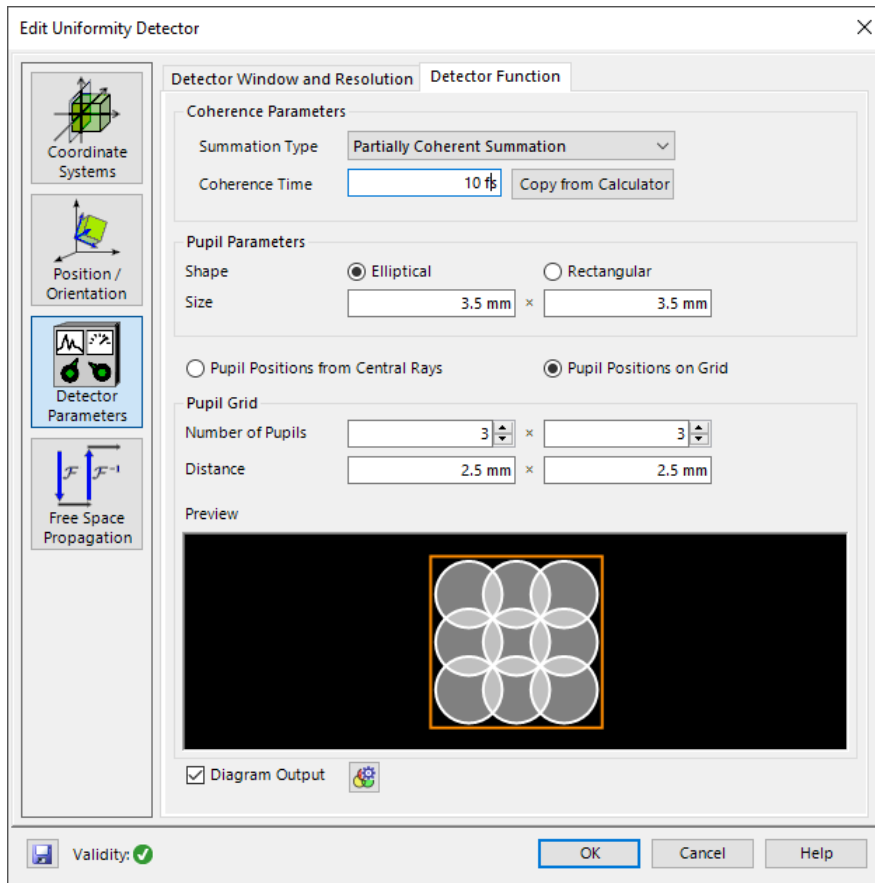 Edit Uniformity Detector
Coordinate
Systems
Position /
Orientation
Detector
Parameters
ℱ ℱ⁻¹
Free Space
Propagation
Detector Window and Resolution Detector Function
Coherence Parameters
Summation Type Partially Coherent Summation
Coherence Time 10 fs Copy from Calculator
Pupil Parameters
Shape Elliptical Rectangular
Size 3.5 mm × 3.5 mm
Pupil Positions from Central Rays Pupil Positions on Grid
Pupil Grid
Number of Pupils 3 × 3
Distance 2.5 mm × 2.5 mm
Preview
Diagram Output
Validity: OK Cancel Help